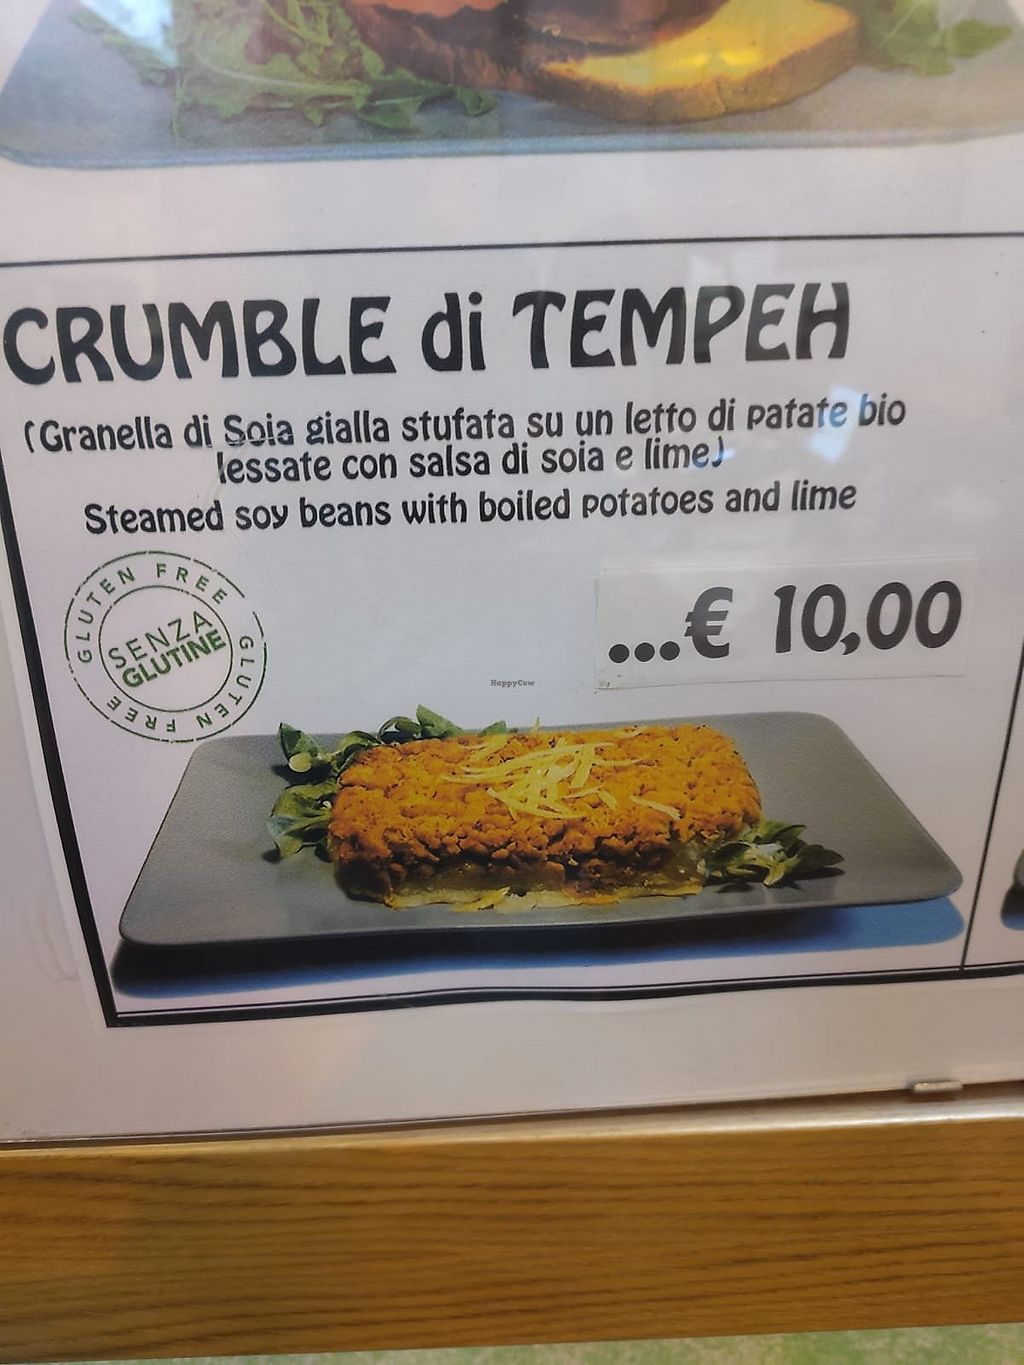 CRUMBLE di TEMPEH
(Granella di Soia gialla stufata su un letto di patate bio
lessate con salsa di soia e lime)
Steamed soy beans with boiled potatoes and lime
GLUTEN FREE GLUTEN FREE
SENZA
GLUTINE
...€ 10,00
HappyCow